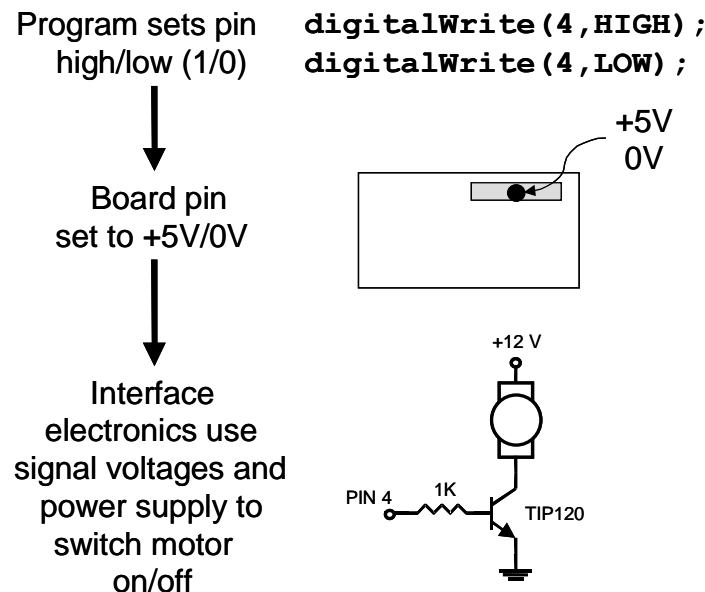 Program sets pin
high/low (1/0)
digitalWrite(4,HIGH);
digitalWrite(4,LOW);
+5V
0V
Board pin
set to +5V/0V
+12 V
Interface
electronics use
signal voltages and
power supply to
switch motor
on/off
PIN 4
1K
TIP120